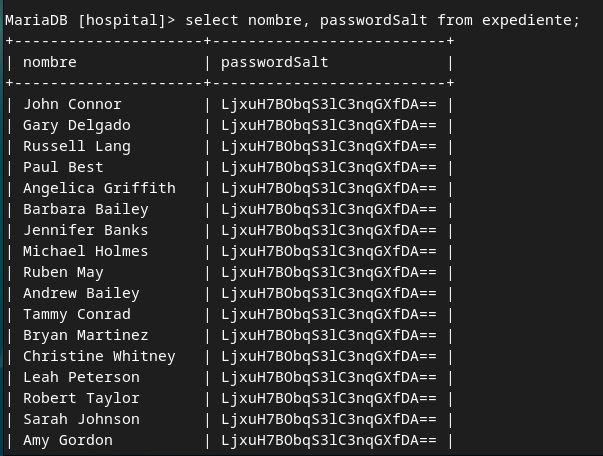 MariaDB [hospital]> select nombre, passwordSalt from expediente;
+---------------------+--------------------------+
| nombre              | passwordSalt             |
+---------------------+--------------------------+
| John Connor         | LjxuH7BObqS3lC3nqGXfDA== |
| Gary Delgado        | LjxuH7BObqS3lC3nqGXfDA== |
| Russell Lang        | LjxuH7BObqS3lC3nqGXfDA== |
| Paul Best           | LjxuH7BObqS3lC3nqGXfDA== |
| Angelica Griffith   | LjxuH7BObqS3lC3nqGXfDA== |
| Barbara Bailey      | LjxuH7BObqS3lC3nqGXfDA== |
| Jennifer Banks      | LjxuH7BObqS3lC3nqGXfDA== |
| Michael Holmes      | LjxuH7BObqS3lC3nqGXfDA== |
| Ruben May           | LjxuH7BObqS3lC3nqGXfDA== |
| Andrew Bailey       | LjxuH7BObqS3lC3nqGXfDA== |
| Tammy Conrad        | LjxuH7BObqS3lC3nqGXfDA== |
| Bryan Martinez      | LjxuH7BObqS3lC3nqGXfDA== |
| Christine Whitney   | LjxuH7BObqS3lC3nqGXfDA== |
| Leah Peterson       | LjxuH7BObqS3lC3nqGXfDA== |
| Robert Taylor       | LjxuH7BObqS3lC3nqGXfDA== |
| Sarah Johnson       | LjxuH7BObqS3lC3nqGXfDA== |
| Amy Gordon          | LjxuH7BObqS3lC3nqGXfDA== |